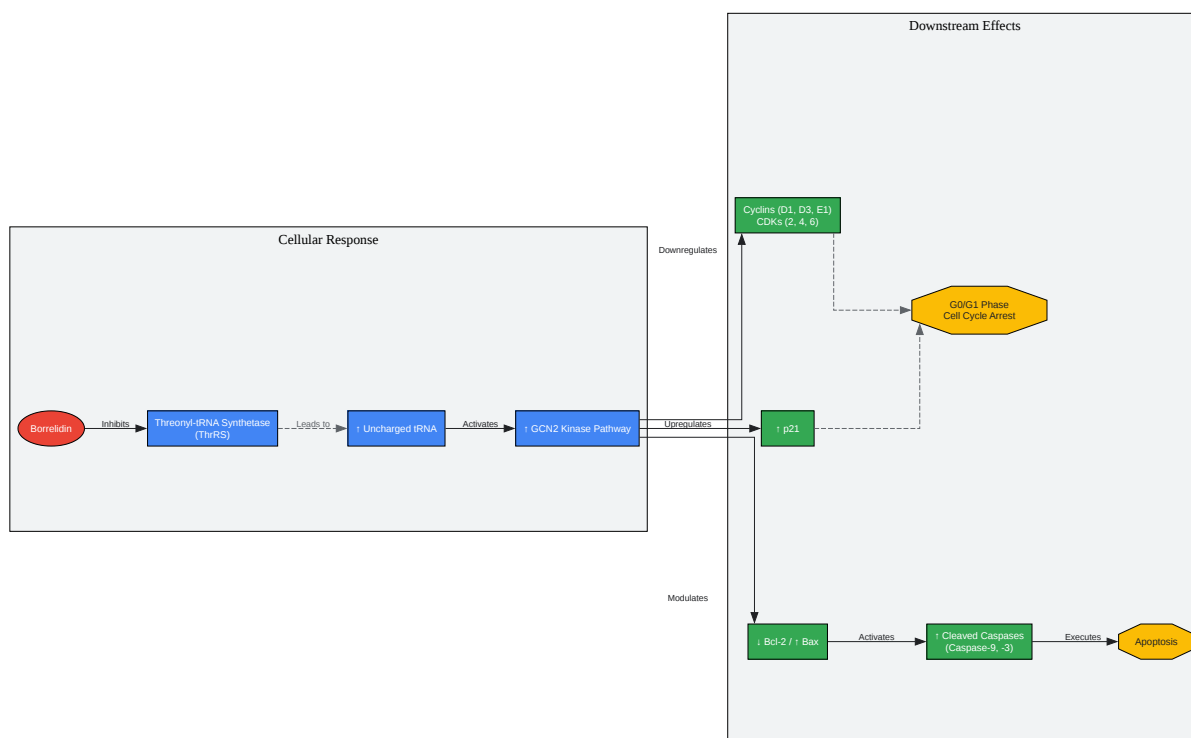 Downstream Effects
Cellular Response
Cyclins (D1, D3, E1)
CDKs (2, 4, 6)
Downregulates
G0/G1 Phase
Cell Cycle Arrest
Borrelidin
Inhibits
Threonyl-tRNA Synthetase
(ThrRS)
Leads to
↑ Uncharged tRNA
Activates
↑ GCN2 Kinase Pathway
Upregulates
↑ p21
Modulates
↓ Bcl-2 / ↑ Bax
Activates
↑ Cleaved Caspases
(Caspase-9, -3)
Executes
Apoptosis